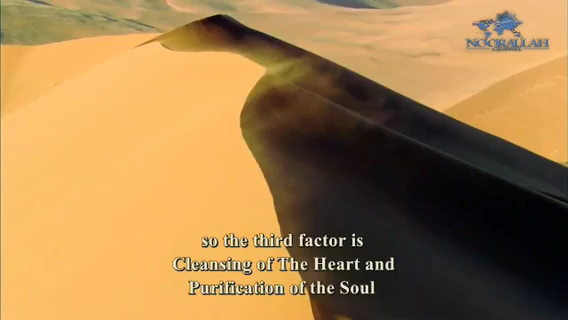 NOORALLAH
so the third factor is
Cleansing of The Heart and
Purification of the Soul